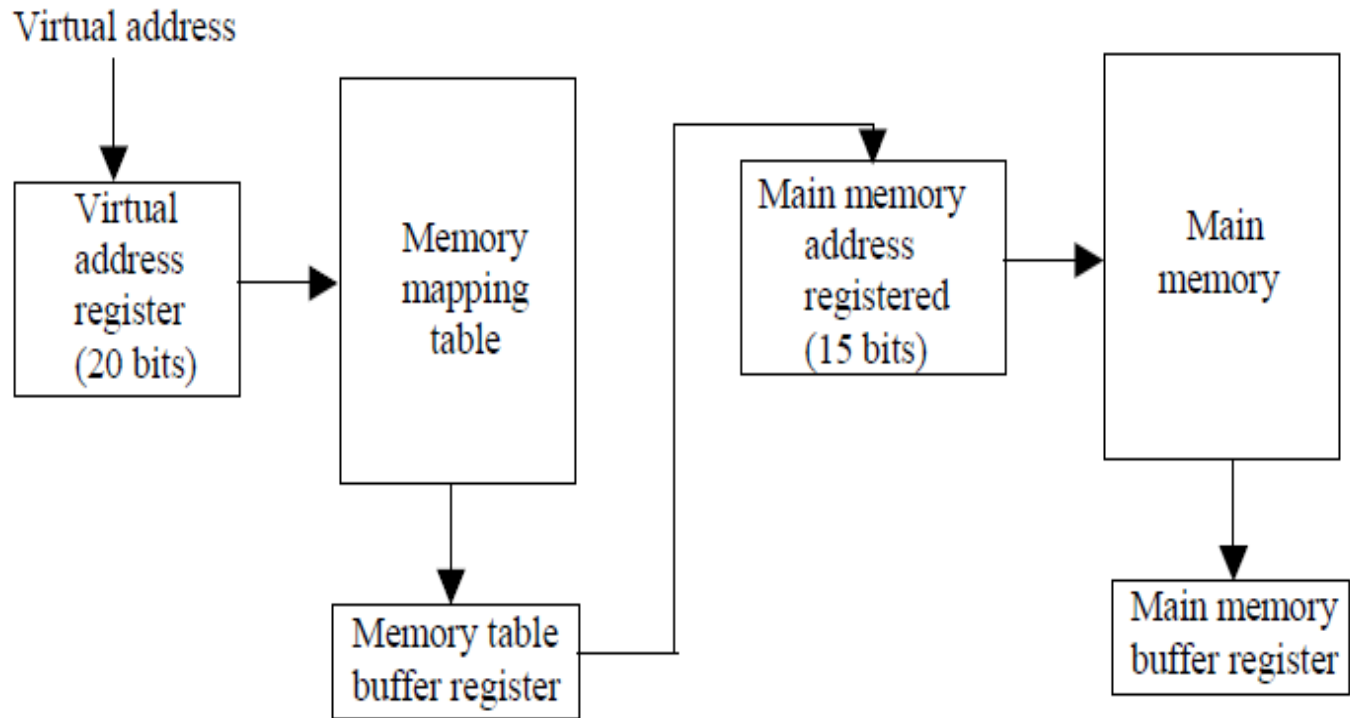 Virtual address
Virtual
address
register
(20 bits)
Memory
mapping
table
Memory table
buffer register
Main memory
address
registered
(15 bits)
Main
memory
Main memory
buffer register